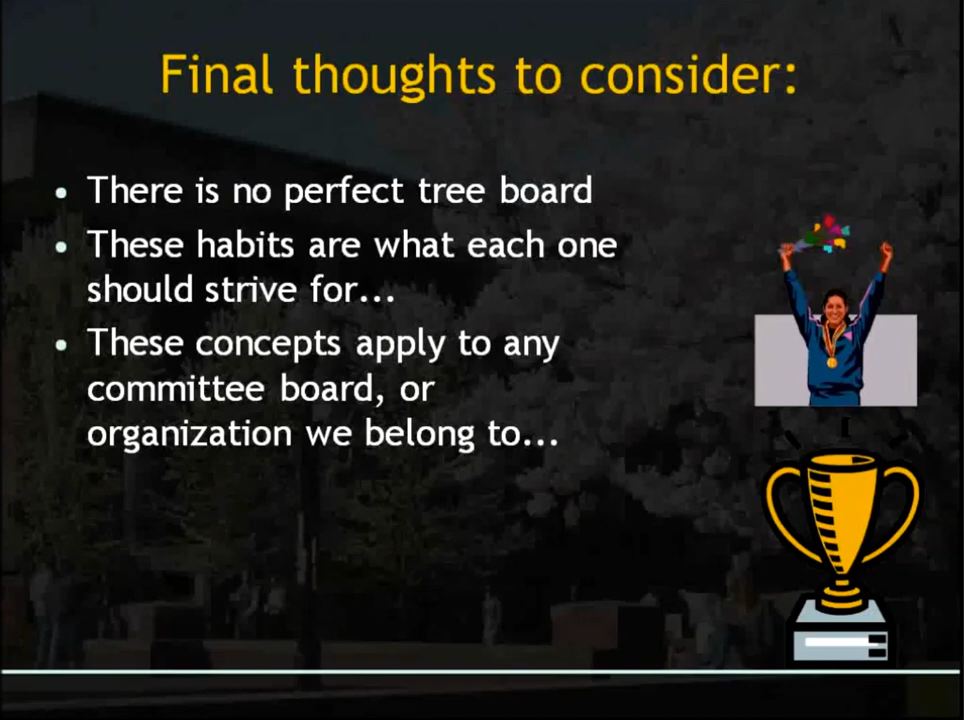 Final thoughts to consider:
• There is no perfect tree board
• These habits are what each one
should strive for...
• These concepts apply to any
committee board, or
organization we belong to...